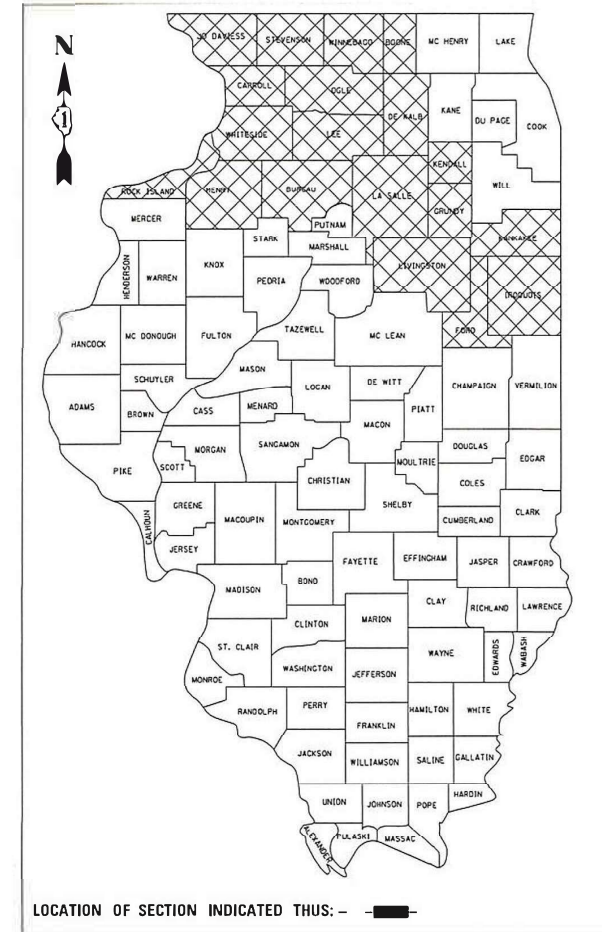 JO DAVIESS STEVENSON WINNEBAGO BOONE MC HENRY LAKE
N
CARROLL OGLE
DE KALB KANE DU PAGE COOK
WHITESIDE LEE
1
KENDALL
WILL
ROCK ISLAND HENRY BUREAU LA SALLE
GRUNDY
MERCER
PUTNAM
STARK
MARSHALL
KANKAKEE
HENDERSON WARREN KNOX
PEORIA WOODFORD
LIVINGSTON
IROQUOIS
FORD
HANCOCK MC DONOUGH FULTON TAZEWELL MC LEAN
MASON
SCHUYLER
LOGAN DE WITT
CHAMPAIGN VERMILION
ADAMS BROWN CASS MENARD
PIATT
MACON
SANGAMON
MORGAN
DOUGLAS
EDGAR
PIKE SCOTT
MOULTRIE
COLES
CHRISTIAN
SHELBY
GREENE
CALHOUN
MACOUPIN MONTGOMERY
CUMBERLAND CLARK
JERSEY
FAYETTE EFFINGHAM JASPER CRAWFORD
BOND
MADISON
CLAY
RICHLAND LAWRENCE
CLINTON MARION
ST. CLAIR
WAYNE
EDWARDS WABASH
WASHINGTON
JEFFERSON
MONROE
RANDOLPH PERRY
HAMILTON WHITE
FRANKLIN
JACKSON
WILLIAMSON SALINE GALLATIN
UNION JOHNSON POPE HARDIN
ALEXANDER PULASKI MASSAC
LOCATION OF SECTION INDICATED THUS: – - -